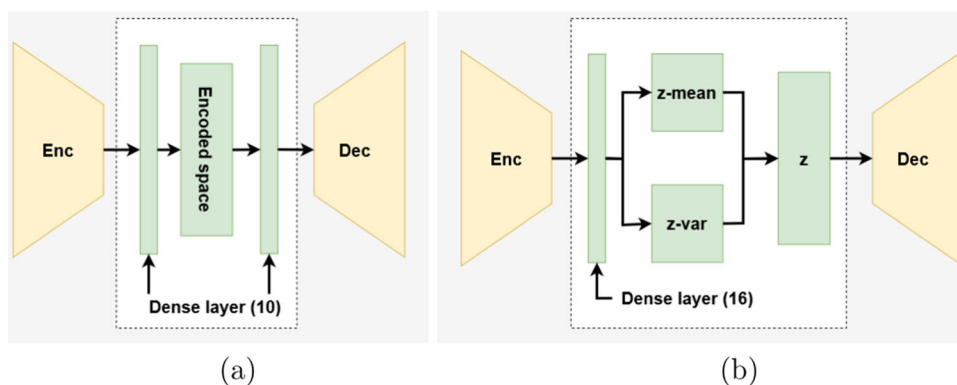 Enc
Encoded space
Dec
Dense layer (10)
(a)
Enc
z-mean
z-var
z
Dec
Dense layer (16)
(b)